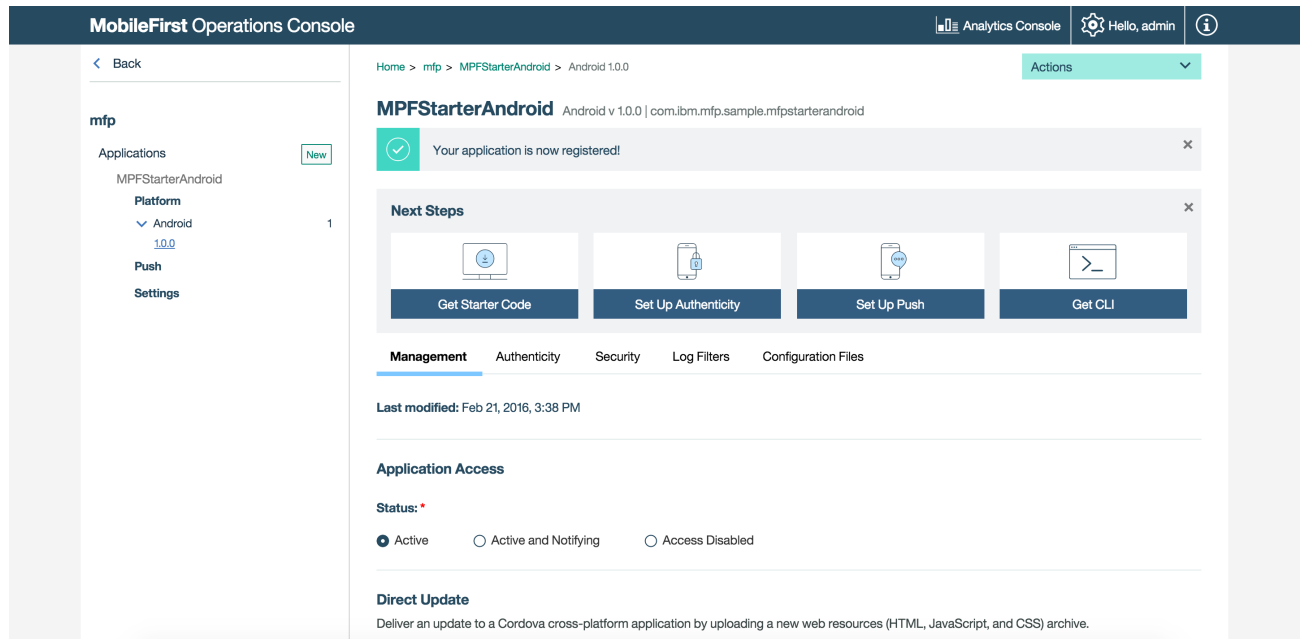 MobileFirst Operations Console
Analytics Console
Hello, admin
Back
mfp
Applications
New
MPFStarterAndroid
Platform
Android 1
1.0.0
Push
Settings
Home > mfp > MPFStarterAndroid > Android 1.0.0
Actions
MPFStarterAndroid Android v 1.0.0 | com.ibm.mfp.sample.mfpstarterandroid
Your application is now registered!
Next Steps
Get Starter Code
Set Up Authenticity
Set Up Push
Get CLI
Management Authenticity Security Log Filters Configuration Files
Last modified: Feb 21, 2016, 3:38 PM
Application Access
Status: *
Active Active and Notifying Access Disabled
Direct Update
Deliver an update to a Cordova cross-platform application by uploading a new web resources (HTML, JavaScript, and CSS) archive.